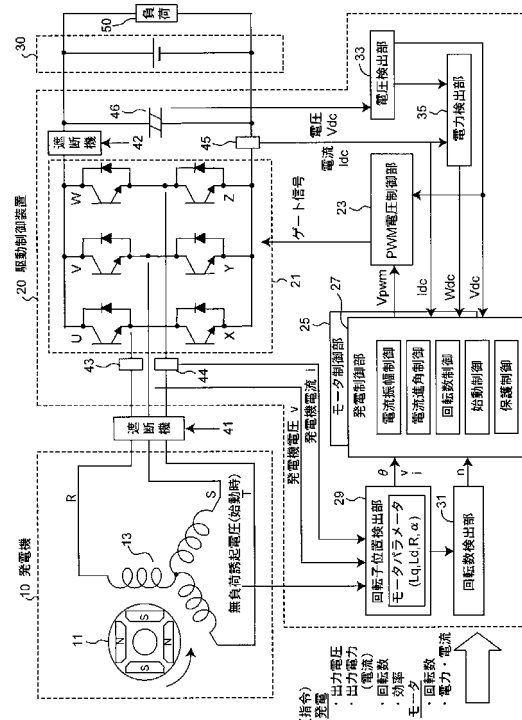 20 駆動制御装置
10 発電機
11
13
R
S
T
無負荷誘起電圧(始動時)
遮断機
41
43
44
発電機電圧 v
発電機電流 i
U
V
W
X
Y
Z
21
ゲート信号
遮断機
42
45
46
30
負荷
50
電圧
Vdc
電流
Idc
電圧検出部
33
電力検出部
35
23
PWM電圧制御部
Vpwm
Idc
Wdc
Vdc
25
27
モータ制御部
発電制御部
電流振幅制御
電流進角制御
回転数制御
始動制御
保護制御
θ
v
i
n
29
回転子位置検出部
モータパラメータ
(Lq,Ld,R,α)
31
回転数検出部
指令)
発電
・出力電圧
・出力電力
(電流)
・回転数
・効率
モータ
・回転数
・電力・電流
N
S
N
S